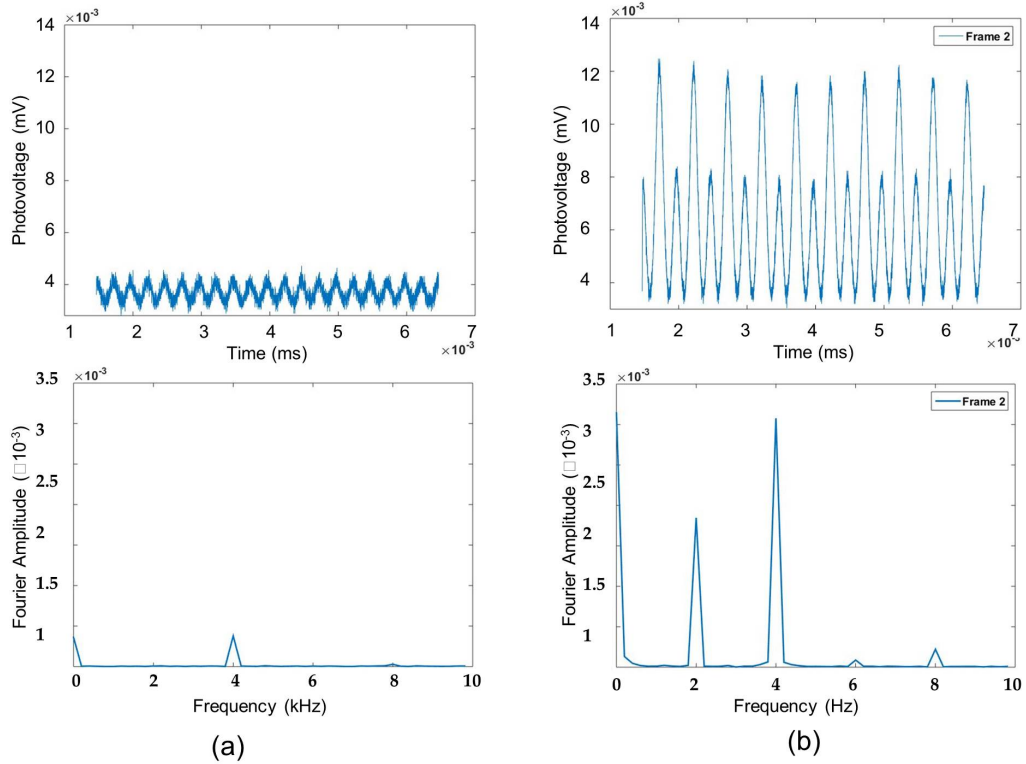 ×10⁻³
14
12
10
8
6
4
Photovoltage (mV)
1 2 3 4 5 6 7
×10⁻³
Time (ms)
×10⁻³
14
12
10
8
6
4
Photovoltage (mV)
Frame 2
1 2 3 4 5 6 7
Time (ms)
×10⁻³
3.5
3
2.5
2
1.5
1
Fourier Amplitude (□10⁻³)
0 2 4 6 8 10
Frequency (kHz)
(a)
×10⁻³
3.5
3
2.5
2
1.5
1
Fourier Amplitude (□10⁻³)
Frame 2
0 2 4 6 8 10
Frequency (Hz)
(b)